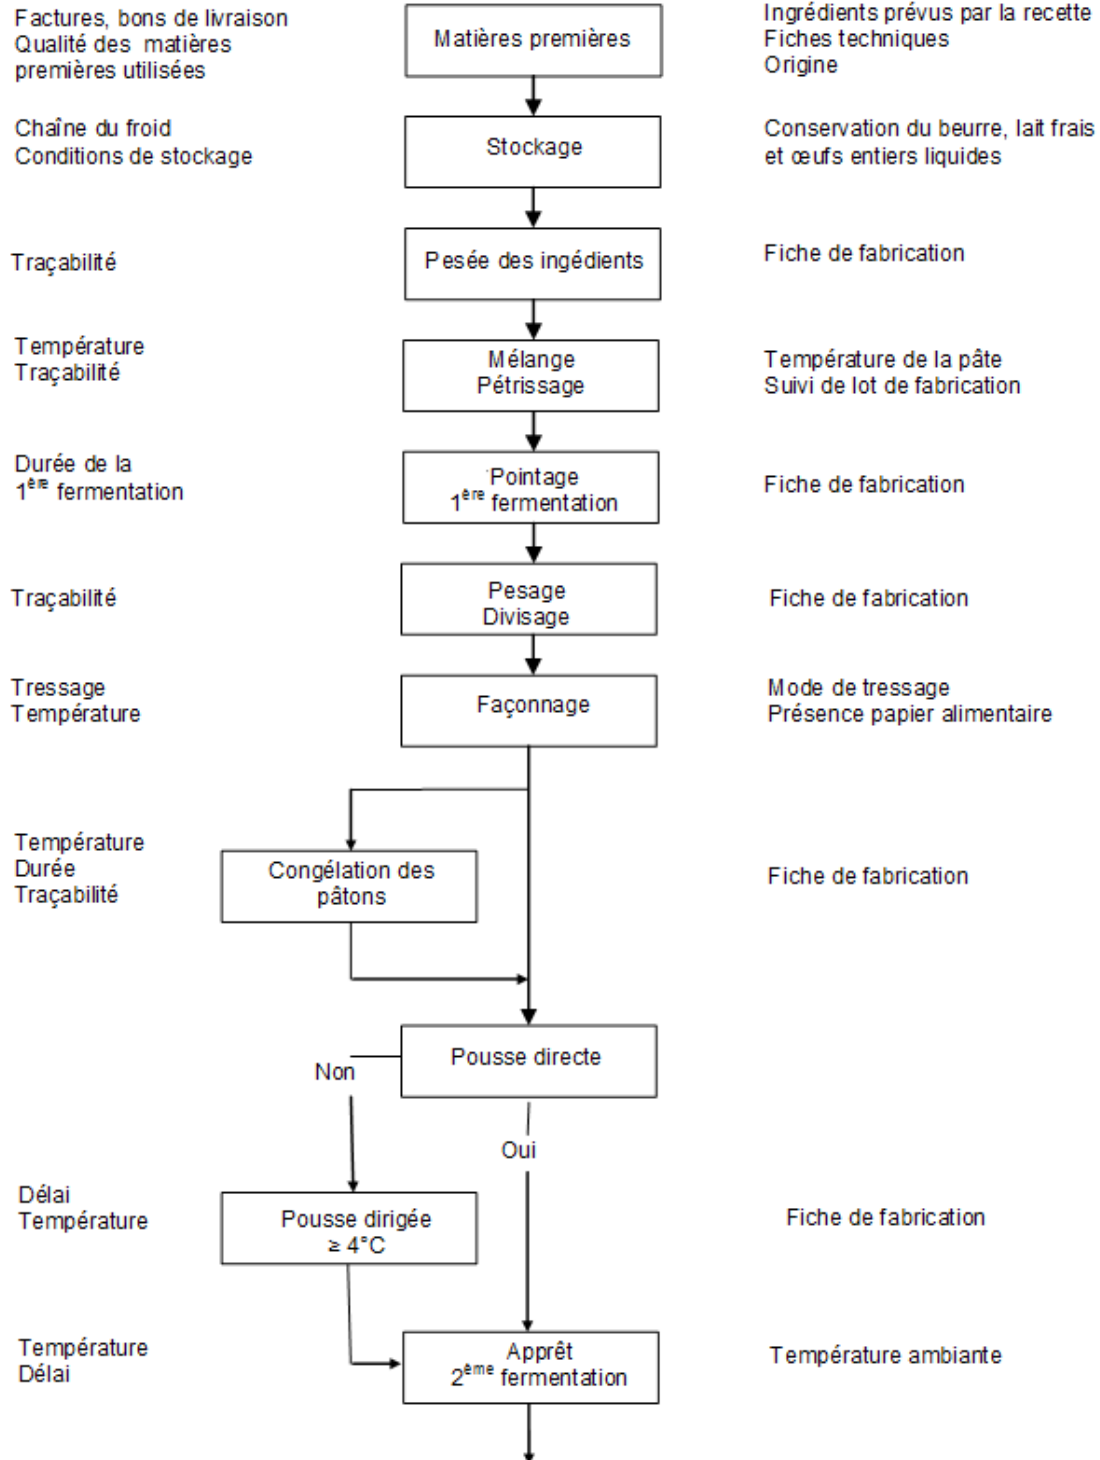 Factures, bons de livraison
Qualité des matières
premières utilisées
Matières premières
Ingrédients prévus par la recette
Fiches techniques
Origine
Chaîne du froid
Conditions de stockage
Stockage
Conservation du beurre, lait frais
et œufs entiers liquides
Traçabilité
Pesée des ingédients
Fiche de fabrication
Température
Traçabilité
Mélange
Pétrissage
Température de la pâte
Suivi de lot de fabrication
Durée de la
1ère fermentation
Pointage
1ère fermentation
Fiche de fabrication
Traçabilité
Pesage
Divisage
Fiche de fabrication
Tressage
Température
Façonnage
Mode de tressage
Présence papier alimentaire
Température
Durée
Traçabilité
Congélation des
pâtons
Fiche de fabrication
Pousse directe
Non
Oui
Délai
Température
Pousse dirigée
≥ 4°C
Fiche de fabrication
Température
Délai
Apprêt
2ème fermentation
Température ambiante